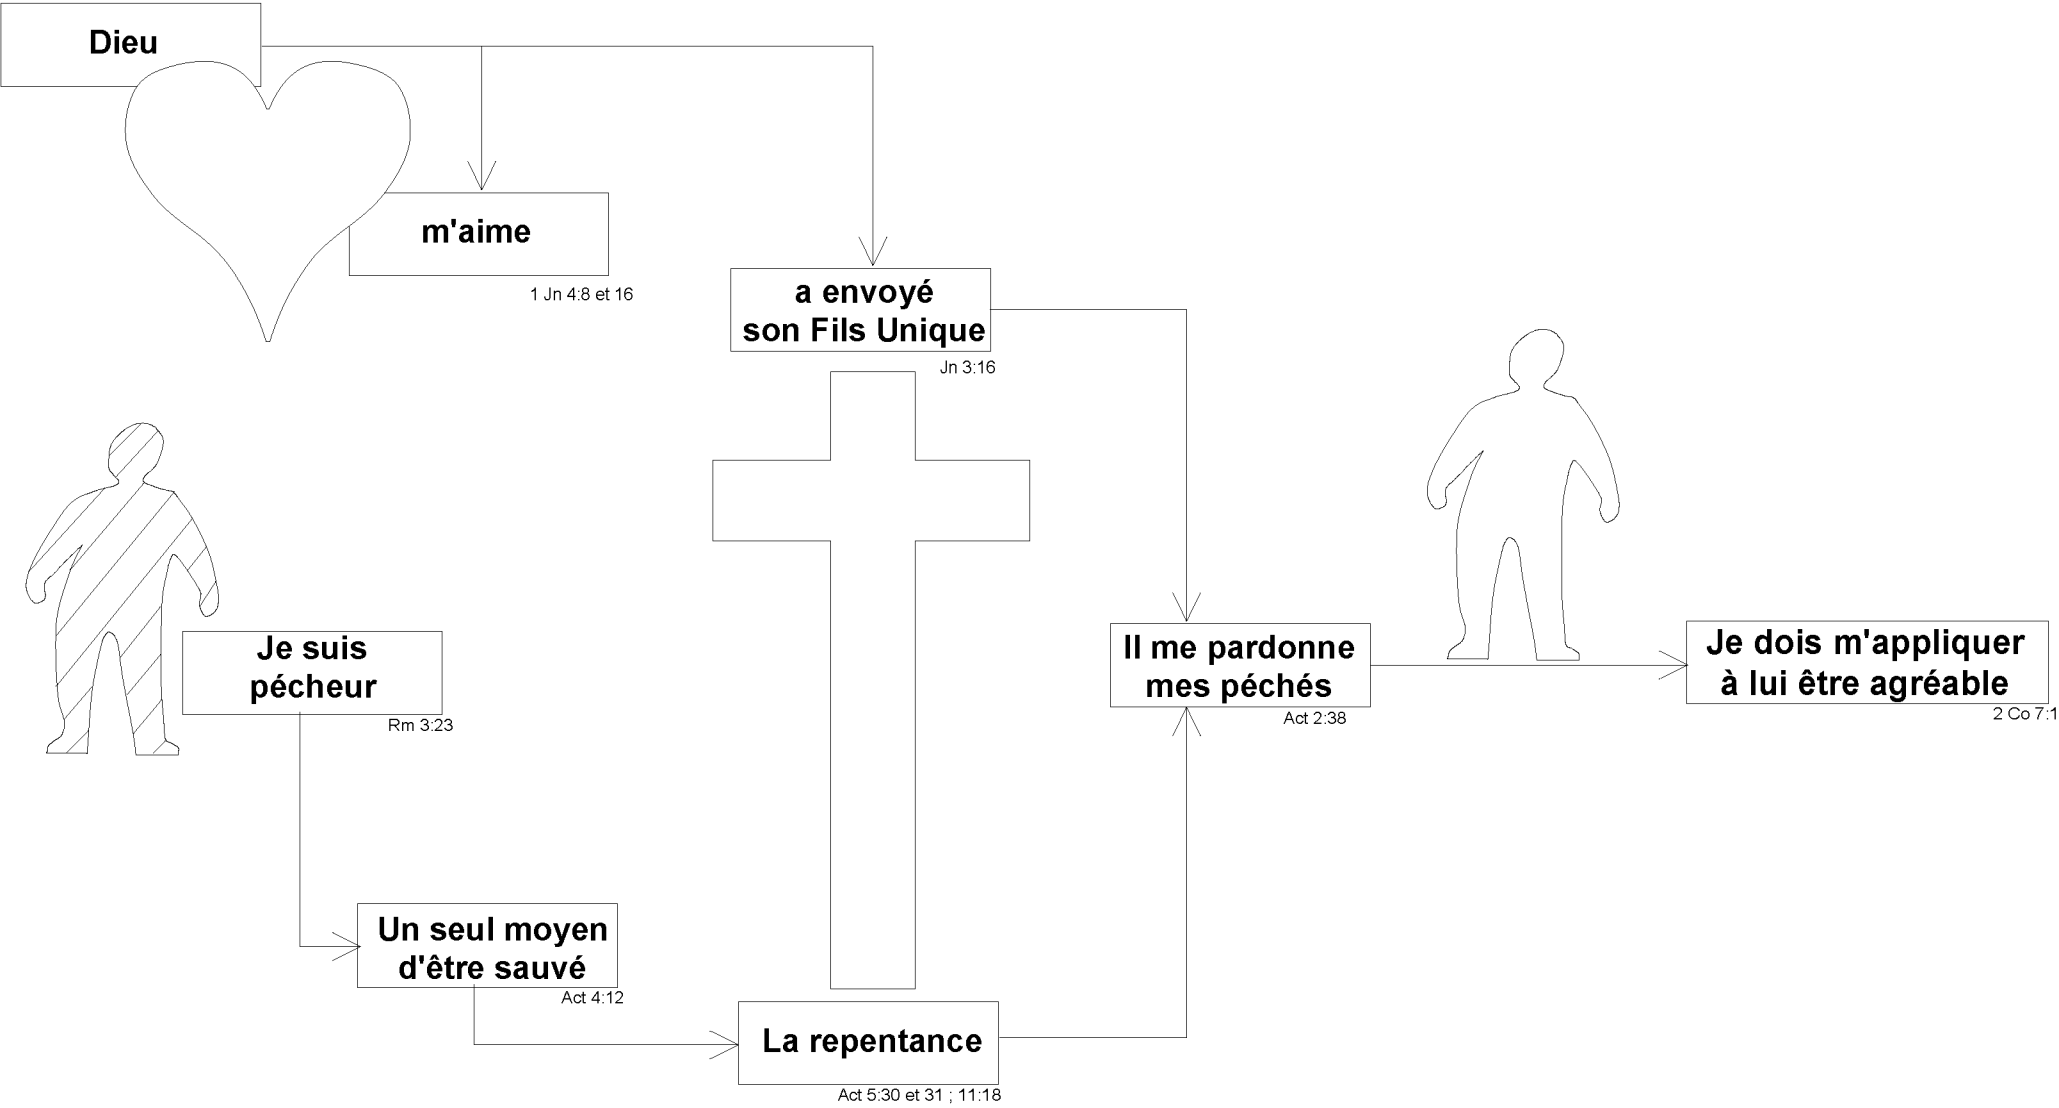 Dieu
m'aime
1 Jn 4:8 et 16
a envoyé
son Fils Unique
Jn 3:16
Je suis
pécheur
Rm 3:23
Un seul moyen
d'être sauvé
Act 4:12
La repentance
Act 5:30 et 31 ; 11:18
Il me pardonne
mes péchés
Act 2:38
Je dois m'appliquer
à lui être agréable
2 Co 7:1